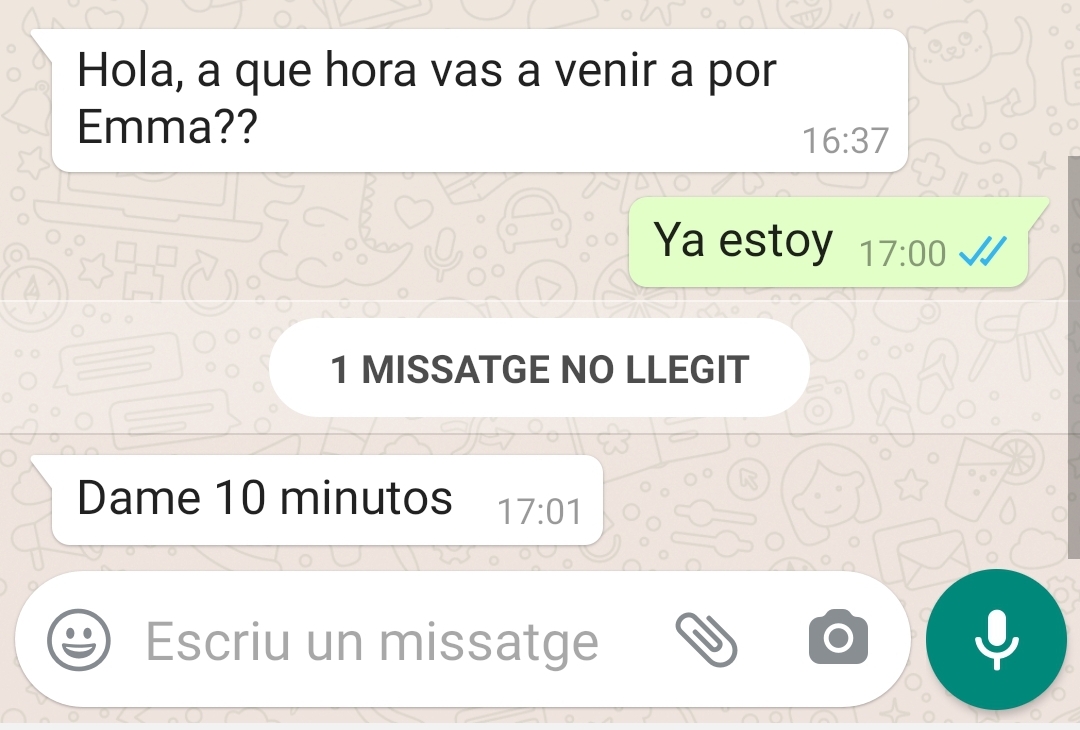 Hola, a que hora vas a venir a por
Emma??
16:37
Ya estoy 17:00
1 MISSATGE NO LLEGIT
Dame 10 minutos 17:01
Escriu un missatge